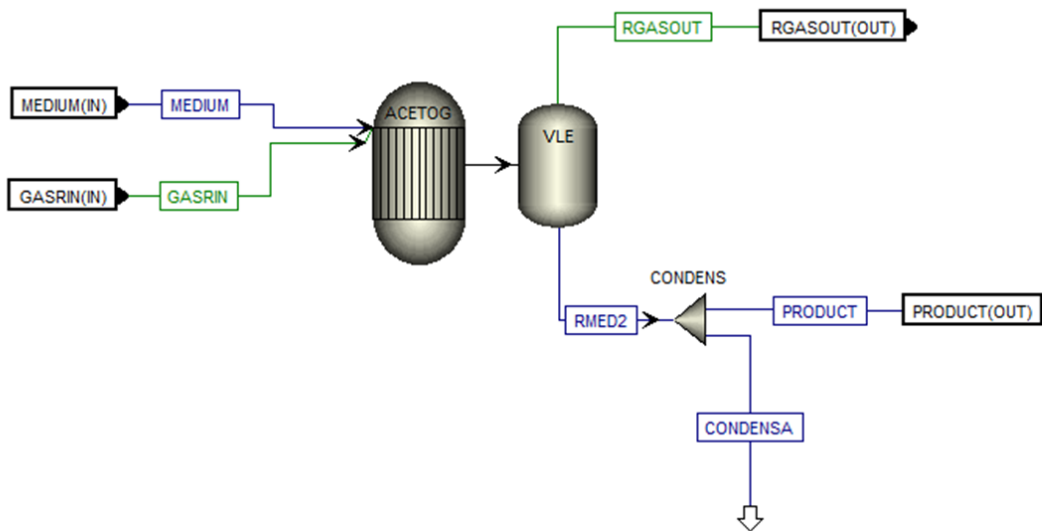 RGASOUT
RGASOUT(OUT)
MEDIUM(IN)
MEDIUM
ACETOG
VLE
GASRIN(IN)
GASRIN
CONDENS
RMED2
PRODUCT
PRODUCT(OUT)
CONDENSA